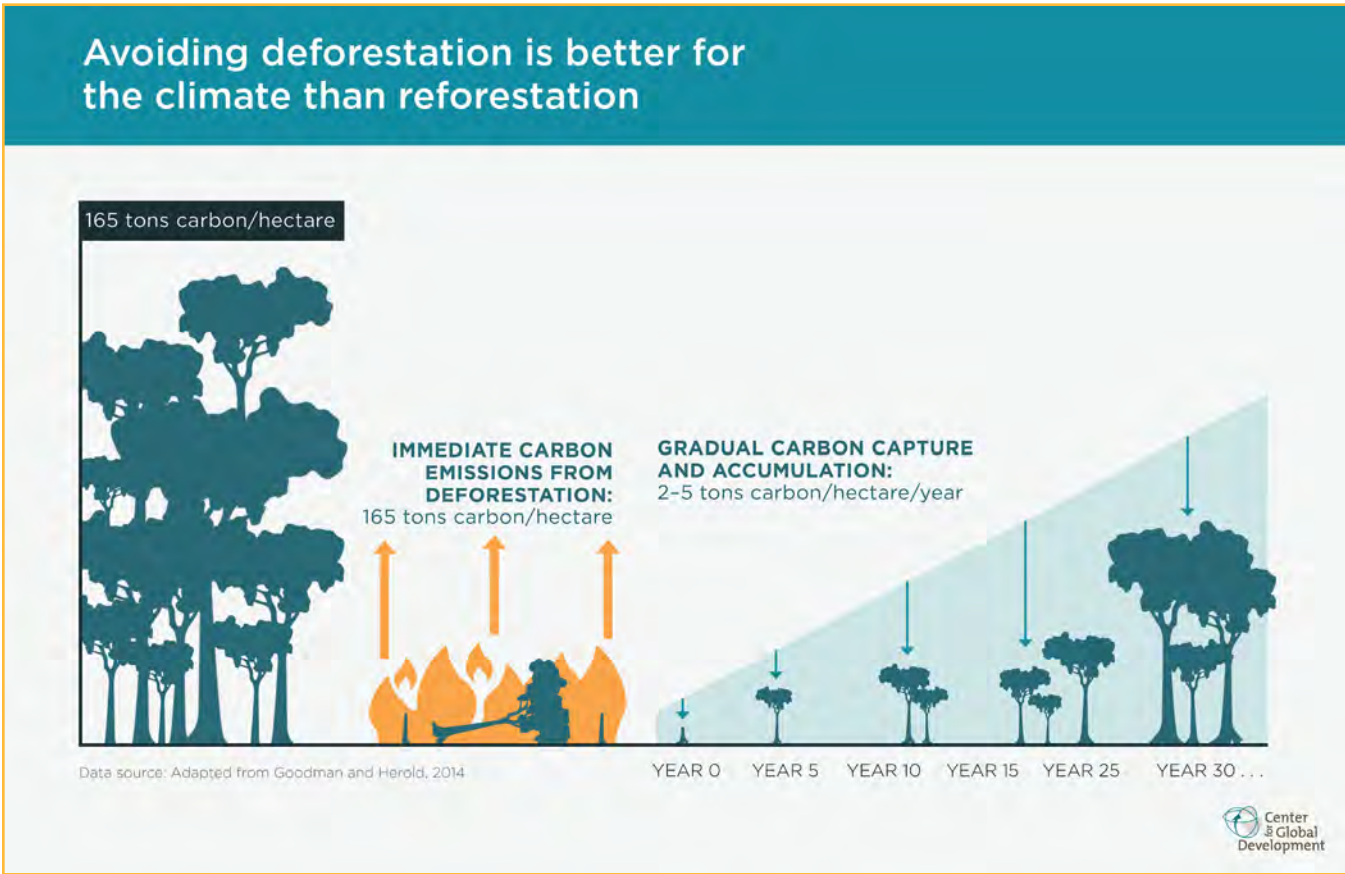 Avoiding deforestation is better for
the climate than reforestation
165 tons carbon/hectare
IMMEDIATE CARBON
EMISSIONS FROM
DEFORESTATION:
165 tons carbon/hectare
GRADUAL CARBON CAPTURE
AND ACCUMULATION:
2–5 tons carbon/hectare/year
Data source: Adapted from Goodman and Herold, 2014
YEAR 0 YEAR 5 YEAR 10 YEAR 15 YEAR 25 YEAR 30 . . .
Center
for Global
Development